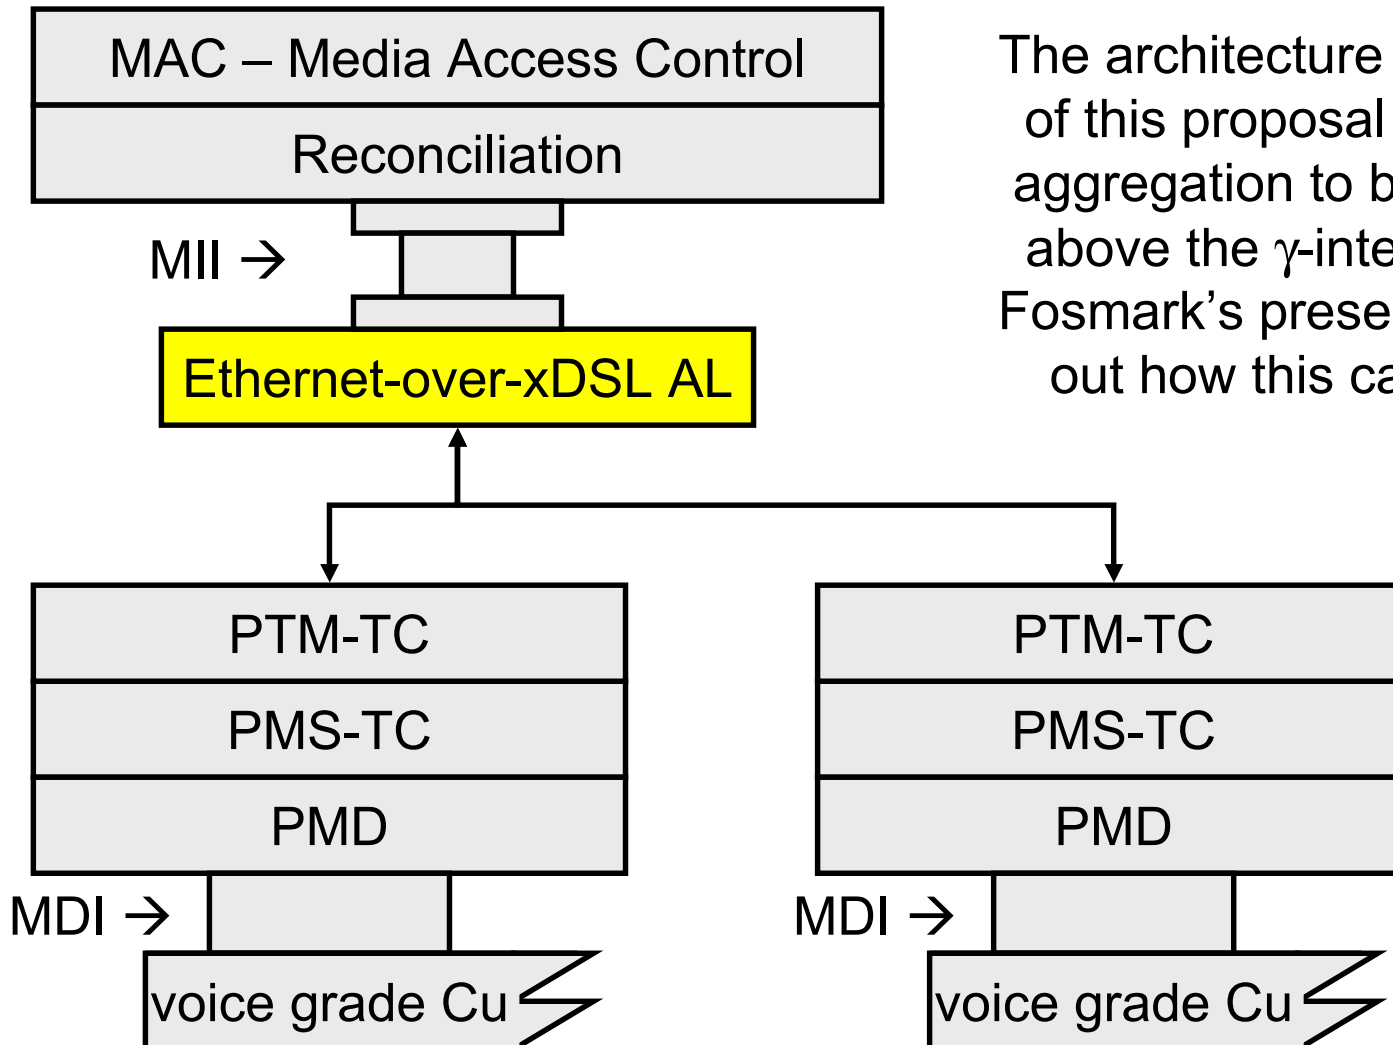 MAC – Media Access Control
Reconciliation
MII →
Ethernet-over-xDSL AL
The architecture
of this proposal
aggregation to b
above the γ-inte
Fosmark's prese
out how this ca
PTM-TC
PMS-TC
PMD
MDI →
voice grade Cu
PTM-TC
PMS-TC
PMD
MDI →
voice grade Cu